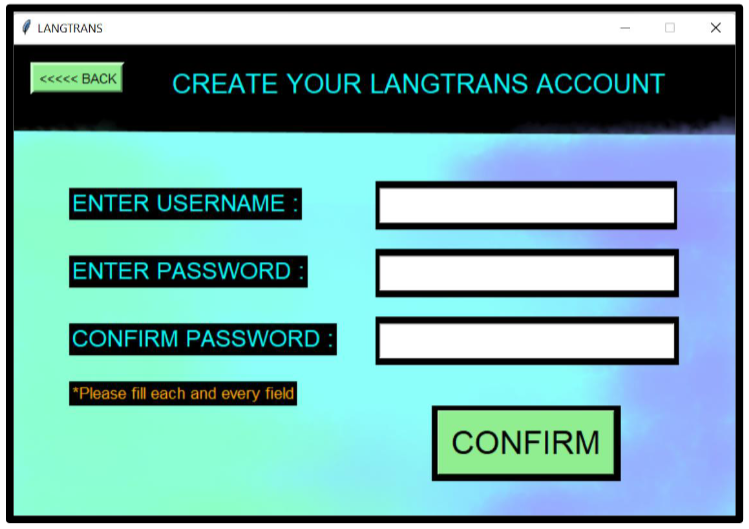 LANGTRANS
<<<<< BACK
CREATE YOUR LANGTRANS ACCOUNT
ENTER USERNAME :
ENTER PASSWORD :
CONFIRM PASSWORD :
*Please fill each and every field
CONFIRM